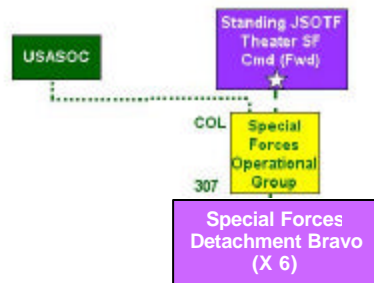 Standing JSOTF
Theater SF
Cmd (Fwd)
USASOC
COL
Special
Forces
Operational
Group
307
Special Forces
Detachment Bravo
(X 6)